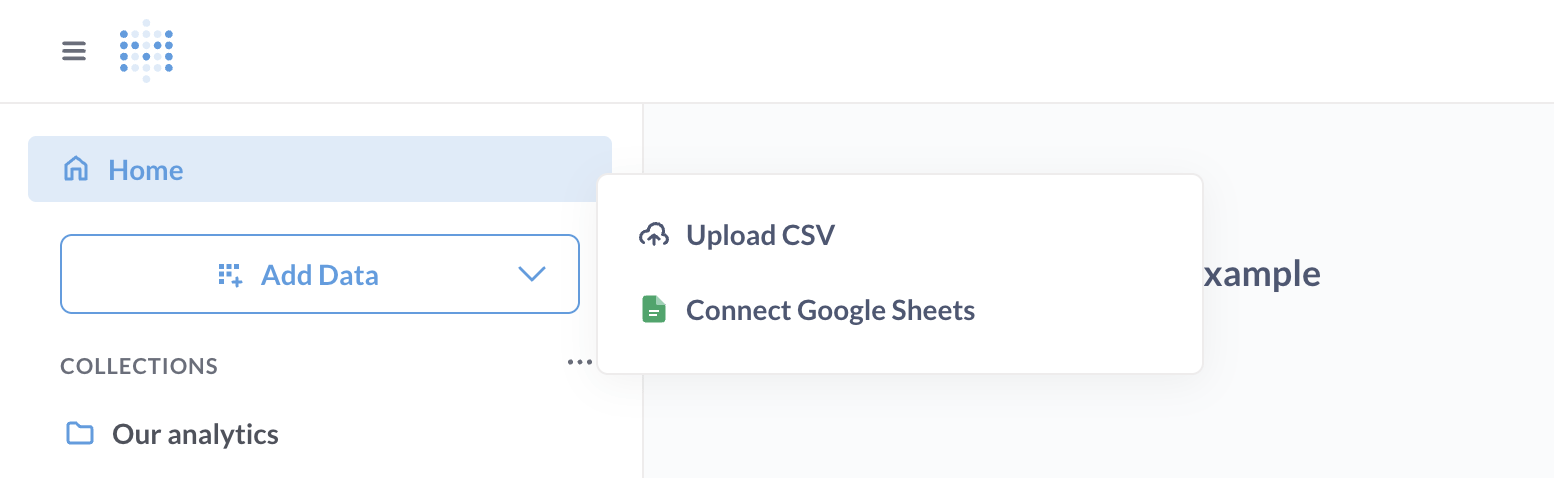 Home
Upload CSV
Add Data
Connect Google Sheets
xample
COLLECTIONS
Our analytics